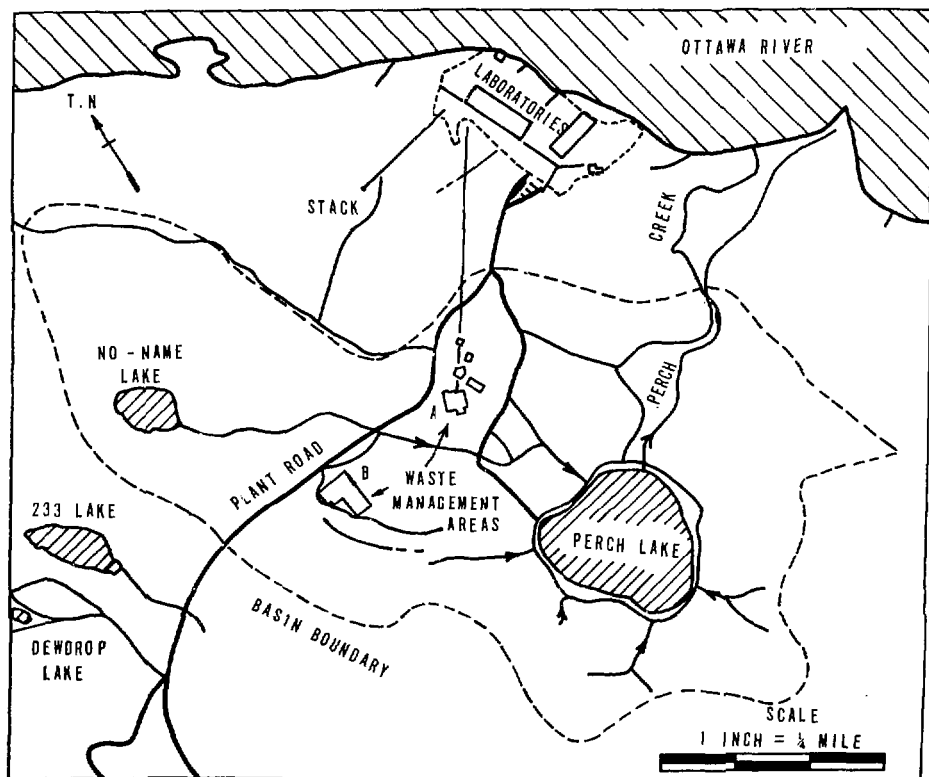 OTTAWA RIVER
T.N
LABORATORIES
STACK
CREEK
NO-NAME
LAKE
PERCH
A
PLANT ROAD
B
WASTE
MANAGEMENT
AREAS
233 LAKE
PERCH LAKE
BASIN BOUNDARY
DEWDROP
LAKE
SCALE
1 INCH = ¼ MILE